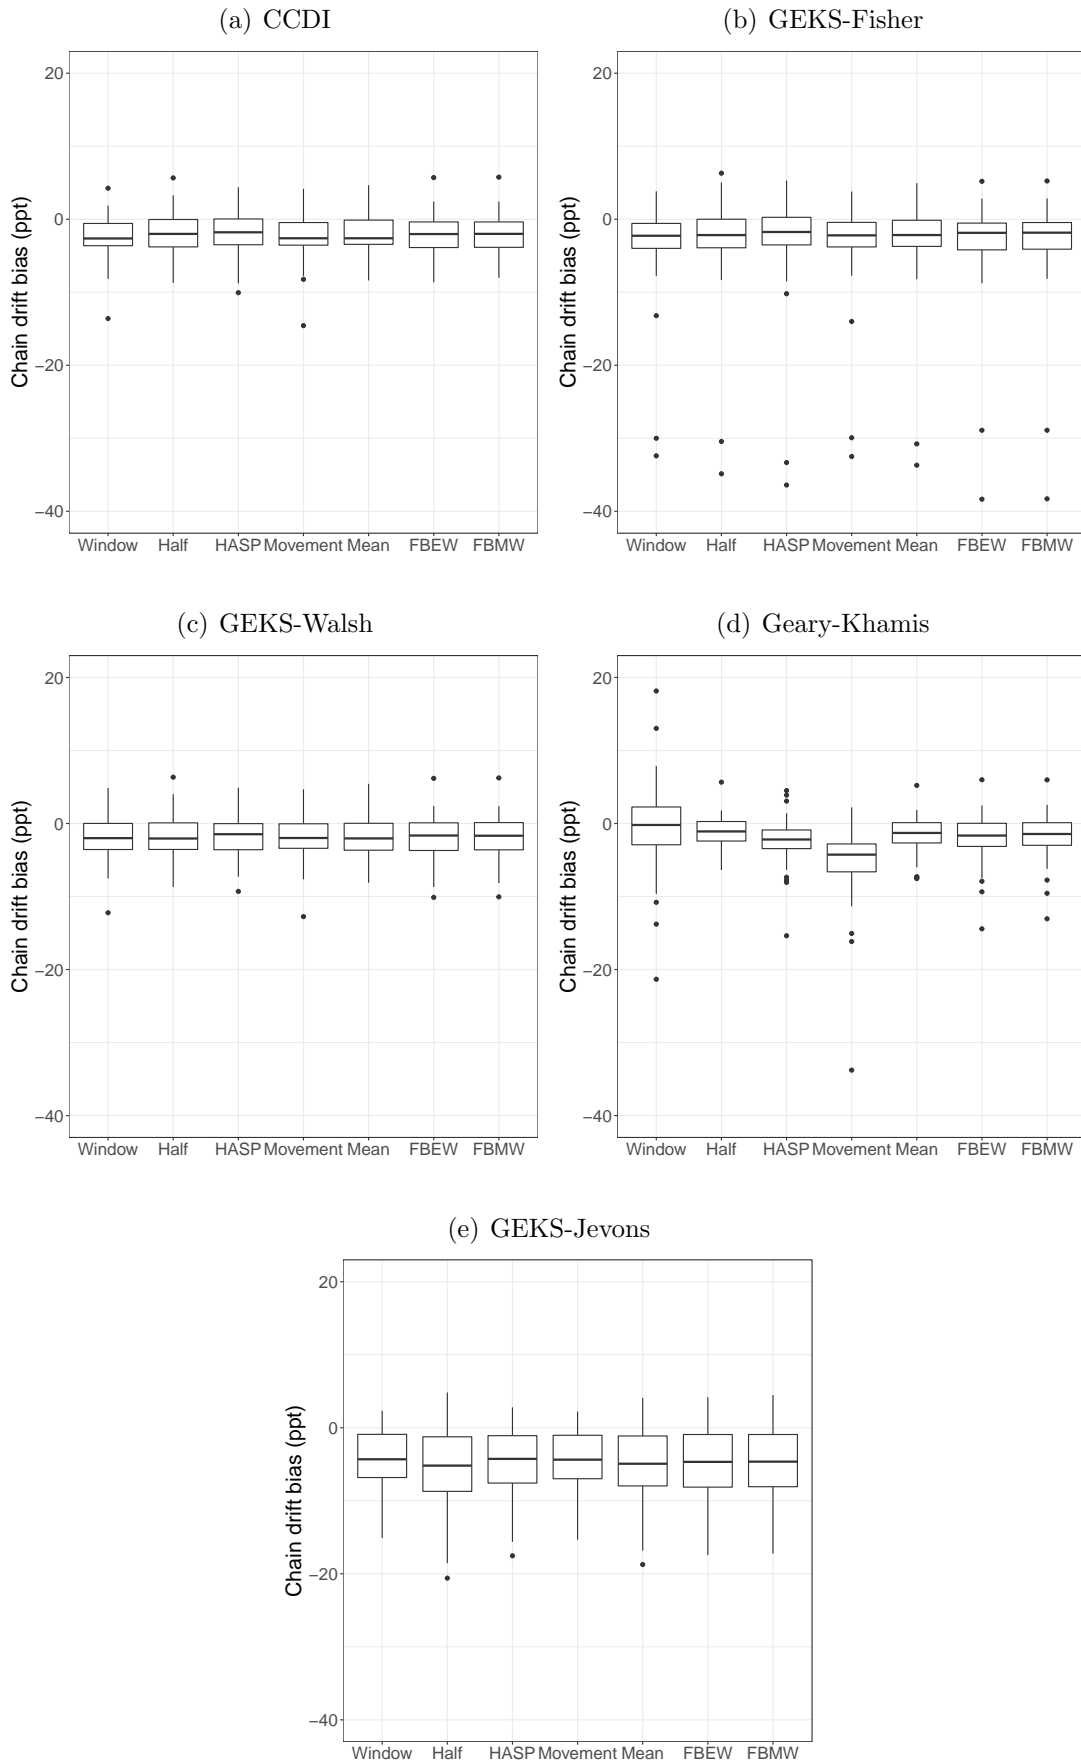 (a) CCDI
Chain drift bias (ppt)
20
0
−20
−40
Window Half HASP Movement Mean FBEW FBMW
(b) GEKS-Fisher
Chain drift bias (ppt)
20
0
−20
−40
Window Half HASP Movement Mean FBEW FBMW
(c) GEKS-Walsh
Chain drift bias (ppt)
20
0
−20
−40
Window Half HASP Movement Mean FBEW FBMW
(d) Geary-Khamis
Chain drift bias (ppt)
20
0
−20
−40
Window Half HASP Movement Mean FBEW FBMW
(e) GEKS-Jevons
Chain drift bias (ppt)
20
0
−20
−40
Window Half HASP Movement Mean FBEW FBMW